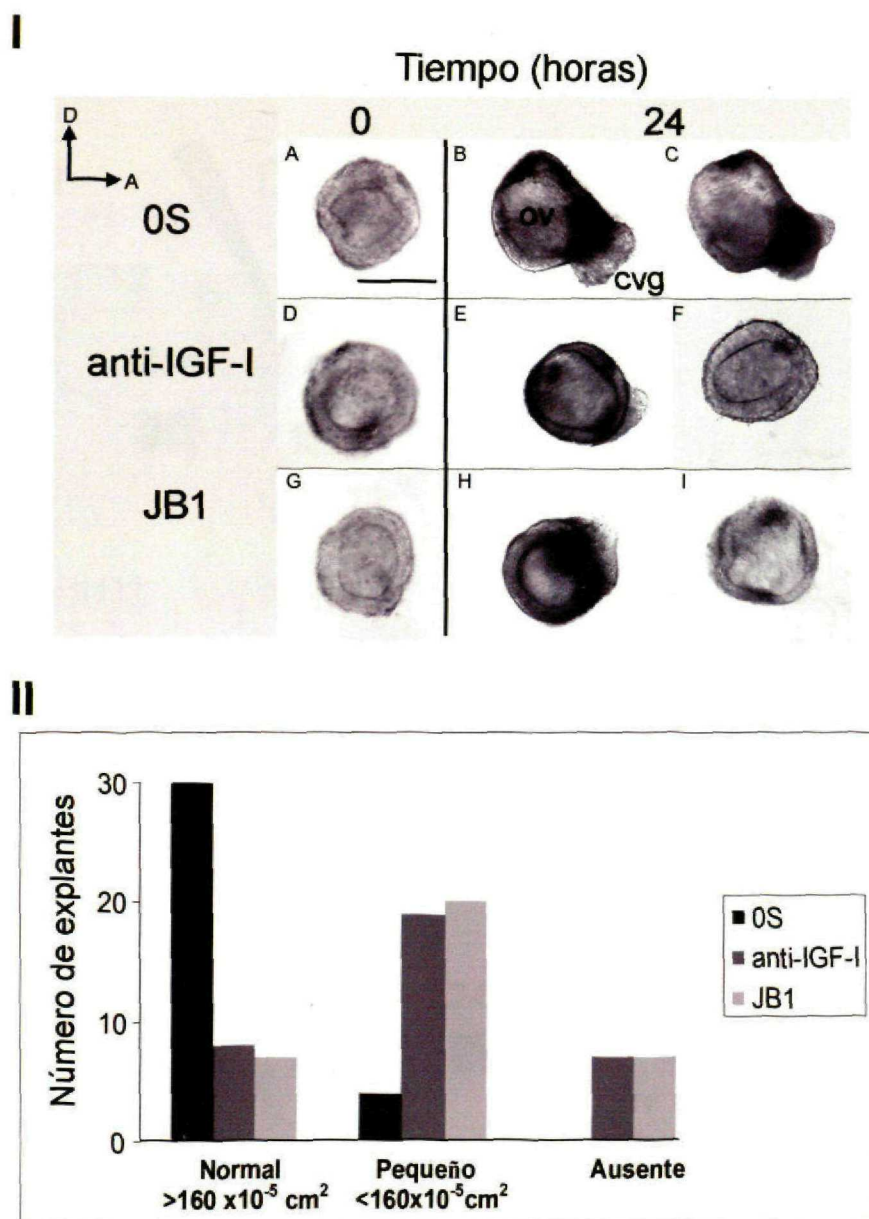 I
Tiempo (horas)
0 24
D
A
0S
anti-IGF-I
JB1
A B C
ov
cvg
D E F
G H I
II
Número de explantes
30
20
10
0
Normal Pequeño Ausente
>160 x10⁻⁵ cm² <160x10⁻⁵cm²
0S
anti-IGF-I
JB1